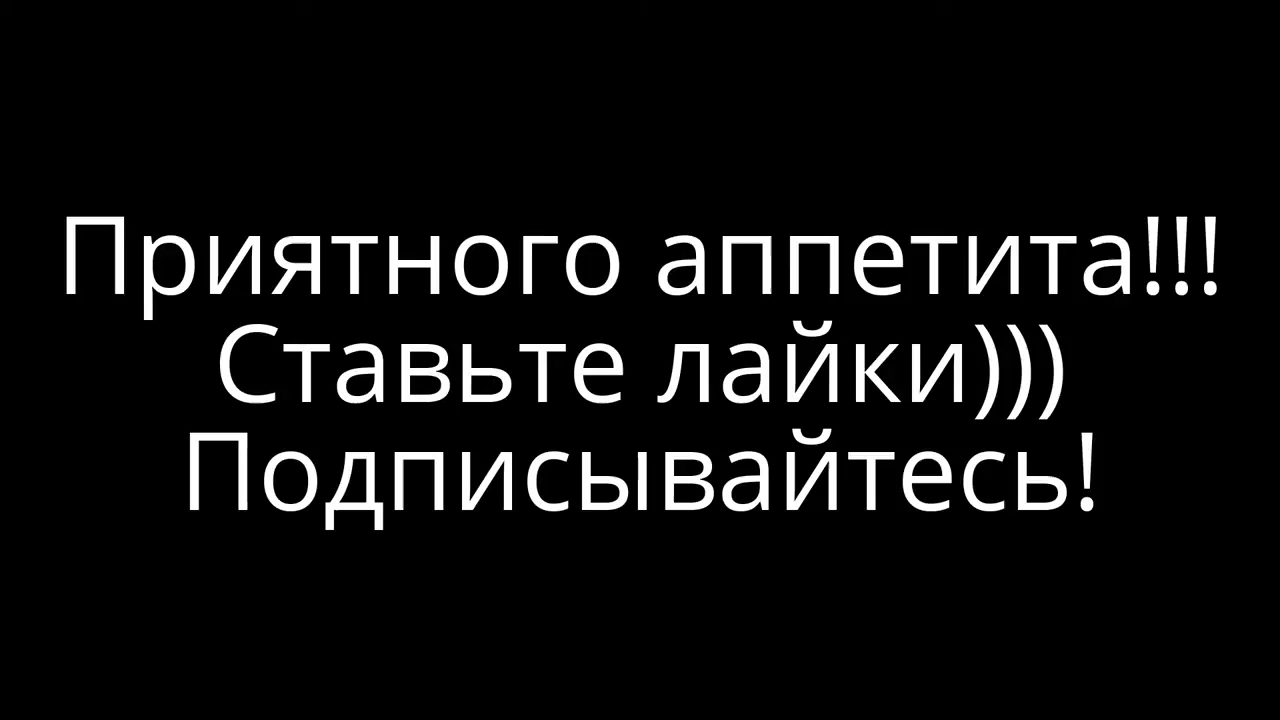 Приятного аппетита!!!
Ставьте лайки)))
Подписывайтесь!